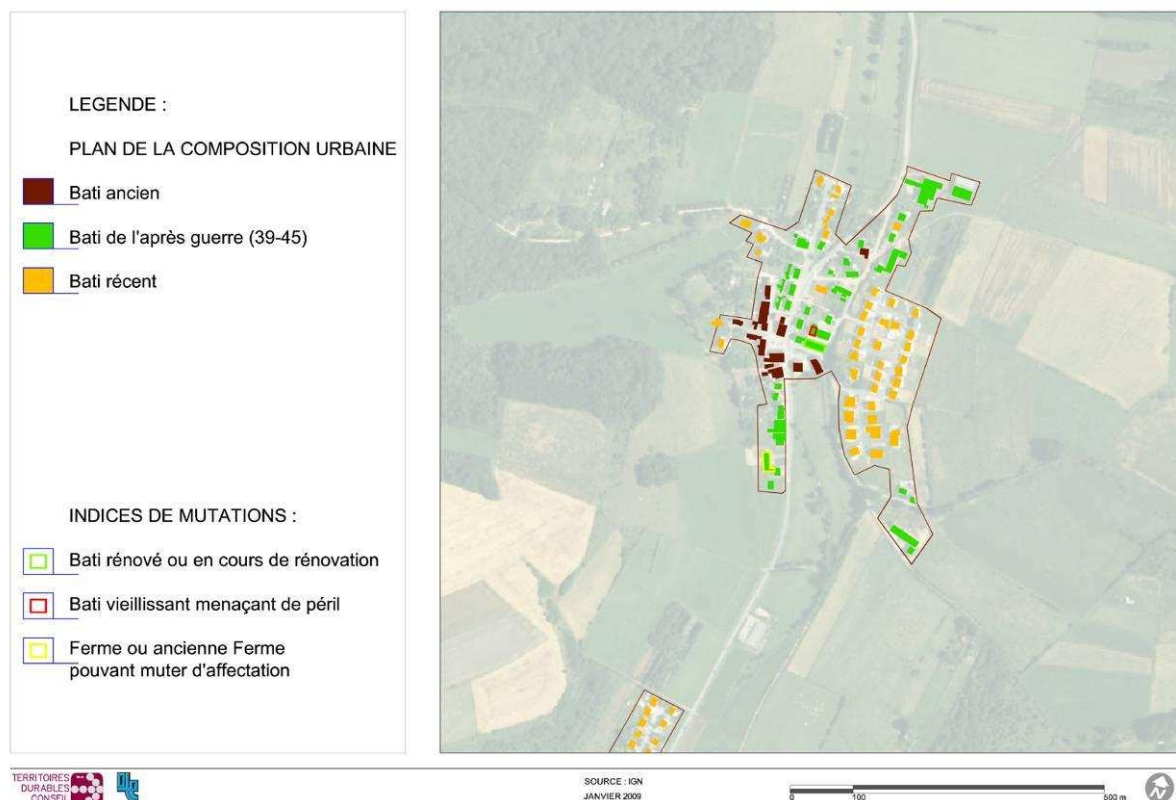 LEGENDE :
PLAN DE LA COMPOSITION URBAINE
Bati ancien
Bati de l'après guerre (39-45)
Bati récent
INDICES DE MUTATIONS :
Bati rénové ou en cours de rénovation
Bati vieillissant menaçant de péril
Ferme ou ancienne Ferme
pouvant muter d'affectation
TERRITOIRES
DURABLES
CONSEIL
SOURCE : IGN
JANVIER 2009
0 100 500 m